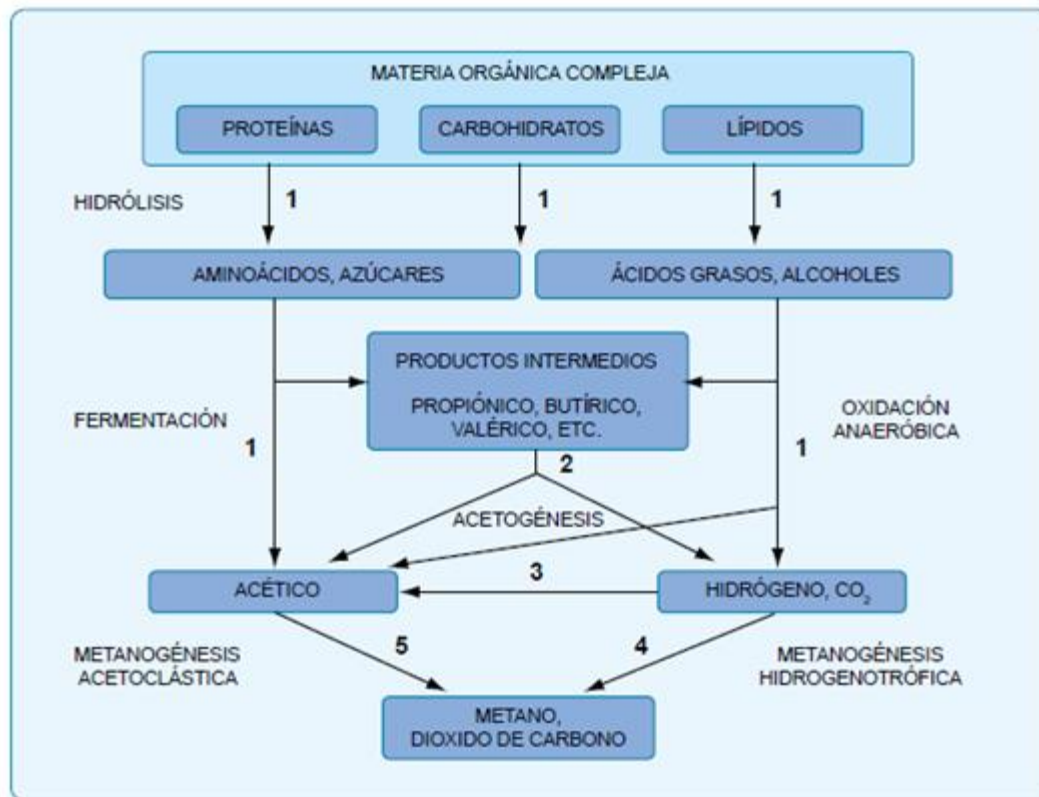 MATERIA ORGÁNICA COMPLEJA
PROTEÍNAS
CARBOHIDRATOS
LÍPIDOS
HIDRÓLISIS
1
1
1
AMINOÁCIDOS, AZÚCARES
ÁCIDOS GRASOS, ALCOHOLES
PRODUCTOS INTERMEDIOS
PROPIÓNICO, BUTÍRICO,
VALÉRICO, ETC.
FERMENTACIÓN
1
OXIDACIÓN
ANAERÓBICA
1
2
ACETOGÉNESIS
ACÉTICO
3
HIDRÓGENO, CO₂
METANOGÉNESIS
ACETOCLÁSTICA
5
4
METANOGÉNESIS
HIDROGENOTRÓFICA
METANO,
DIOXIDO DE CARBONO